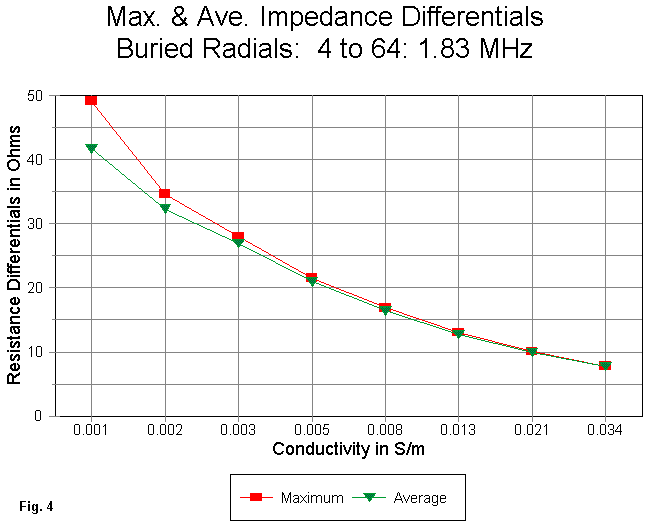 Max. & Ave. Impedance Differentials
Buried Radials:  4 to 64: 1.83 MHz
Resistance Differentials in Ohms
50
40
30
20
10
0
0.001 0.002 0.003 0.005 0.008 0.013 0.021 0.034
Conductivity in S/m
Maximum Average
Fig. 4